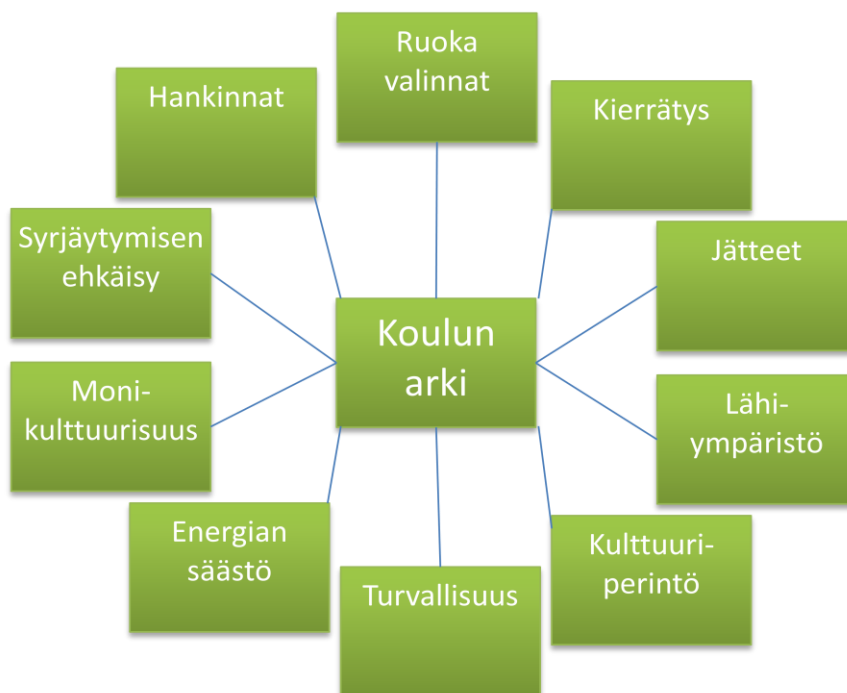 Ruoka
valinnat
Hankinnat
Kierrätys
Syrjäytymisen
ehkäisy
Jätteet
Koulun
arki
Moni-
kulttuurisuus
Lähi-
ympäristö
Energian
säästö
Kulttuuri-
perintö
Turvallisuus